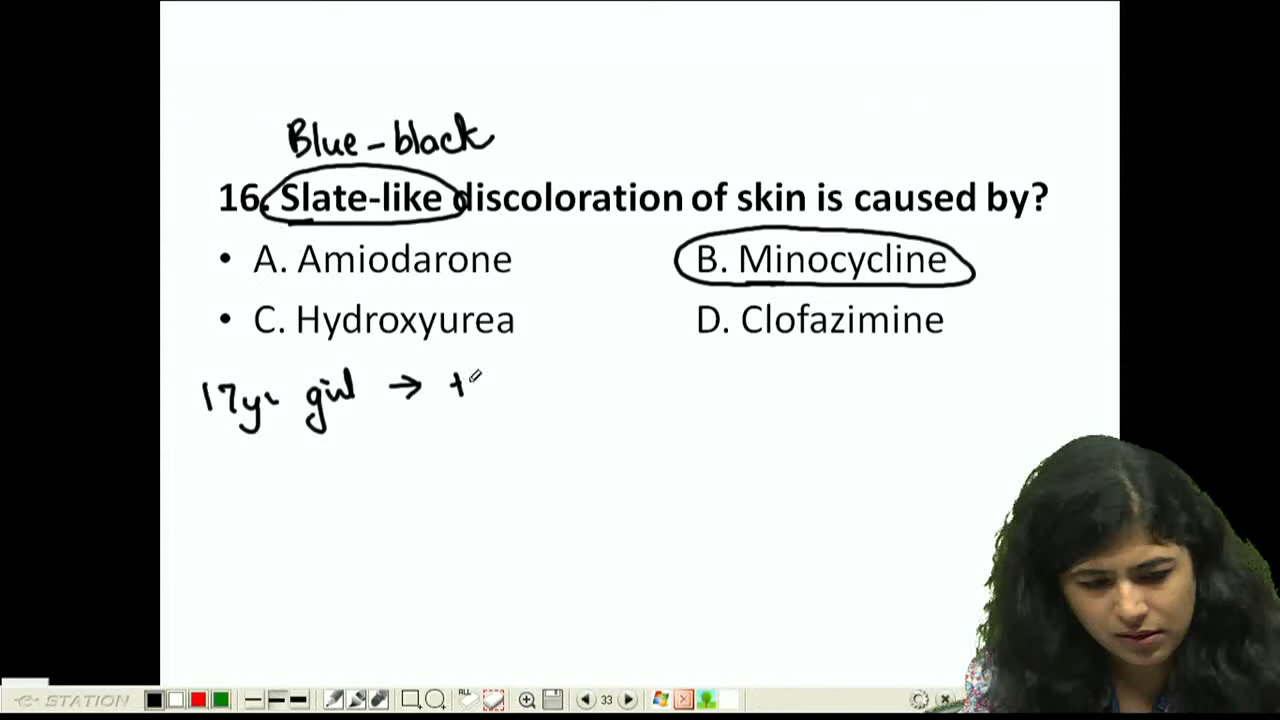 Blue-black
16. Slate-like discoloration of skin is caused by?
• A. Amiodarone B. Minocycline
• C. Hydroxyurea D. Clofazimine
17yr girl → t
STATION 33